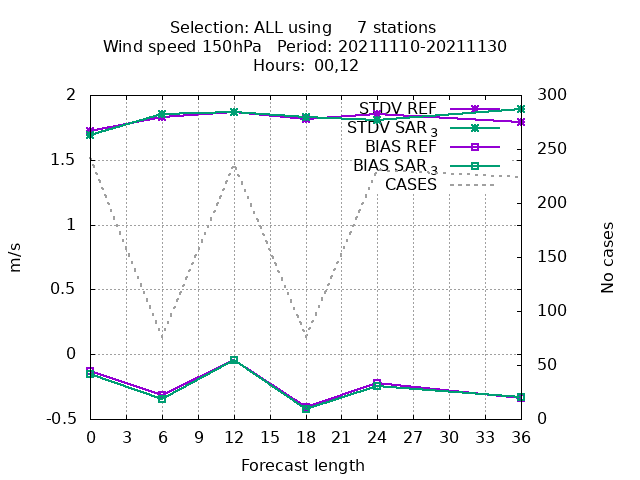 Selection: ALL using     7 stations
Wind speed 150hPa   Period: 20211110-20211130
Hours:  00,12
2
1.5
1
0.5
0
-0.5
m/s
300
250
200
150
100
50
0
No cases
STDV REF
STDV SAR 3
BIAS REF
BIAS SAR 3
CASES
0 3 6 9 12 15 18 21 24 27 30 33 36
Forecast length